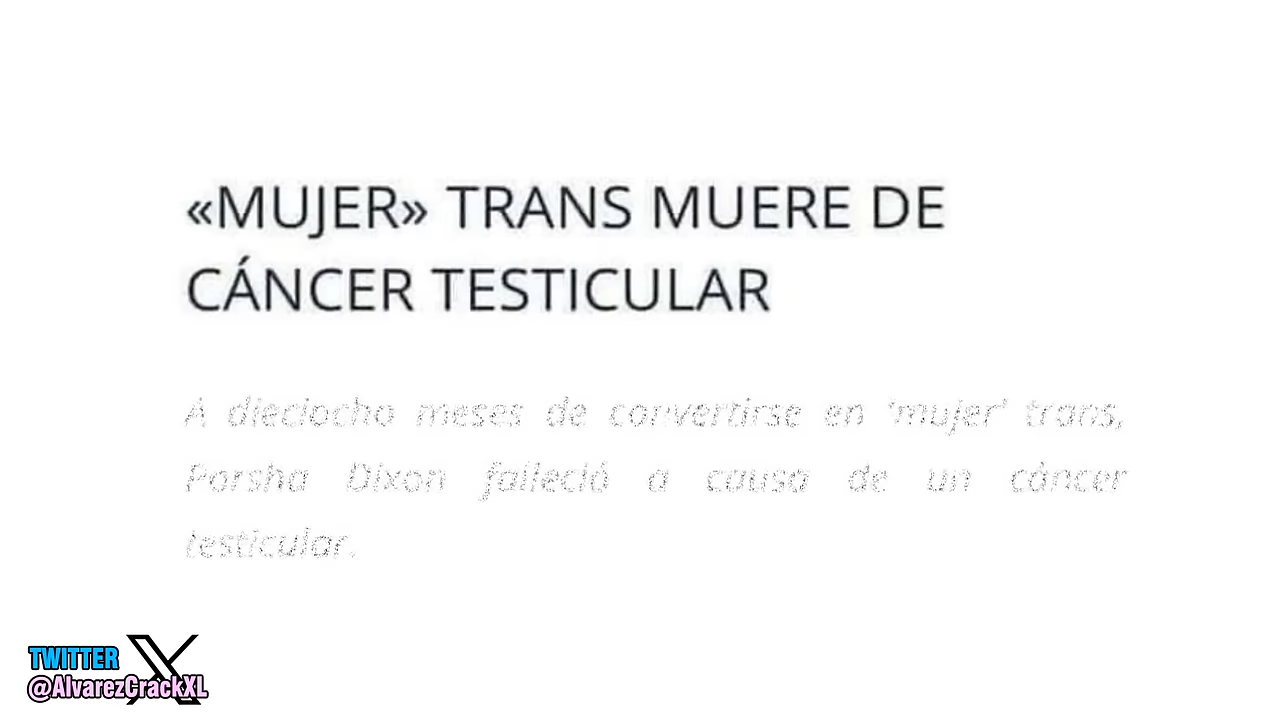 «MUJER» TRANS MUERE DE
CÁNCER TESTICULAR
A dieciocho meses de convertirse en 'mujer' trans,
Porsha Dixon falleció a causa de un cáncer
testicular.
TWITTER X
@AlvarezCrackXL